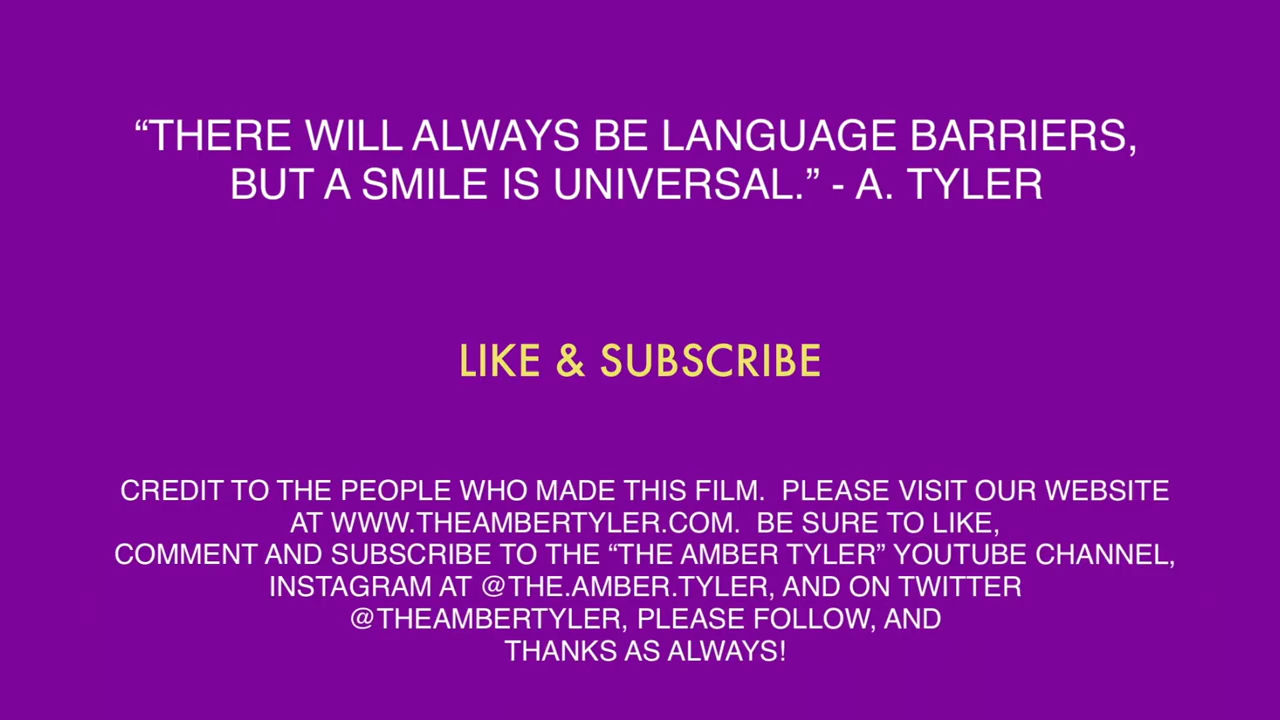 “THERE WILL ALWAYS BE LANGUAGE BARRIERS,
BUT A SMILE IS UNIVERSAL.” - A. TYLER
LIKE & SUBSCRIBE
CREDIT TO THE PEOPLE WHO MADE THIS FILM.  PLEASE VISIT OUR WEBSITE
AT WWW.THEAMBERTYLER.COM.  BE SURE TO LIKE,
COMMENT AND SUBSCRIBE TO THE “THE AMBER TYLER” YOUTUBE CHANNEL,
INSTAGRAM AT @THE.AMBER.TYLER, AND ON TWITTER
@THEAMBERTYLER, PLEASE FOLLOW, AND
THANKS AS ALWAYS!